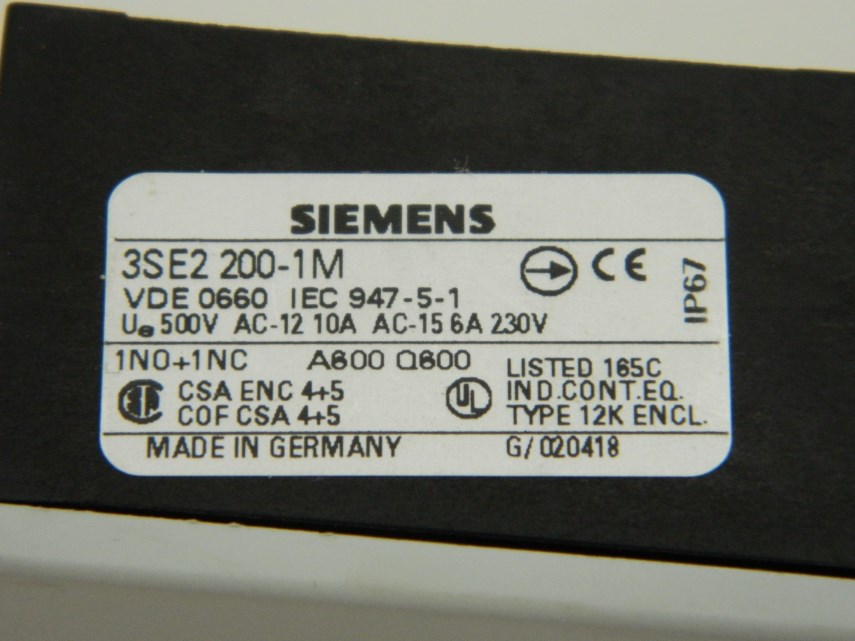 SIEMENS
3SE2 200-1M
CE
IP67
VDE 0660 IEC 947-5-1
Ue 500V AC-12 10A AC-15 6A 230V
1NO+1NC A600 Q600
LISTED 165C
CSA ENC 4+5
UL
IND.CONT.EQ.
COF CSA 4+5
TYPE 12K ENCL.
MADE IN GERMANY G/020418